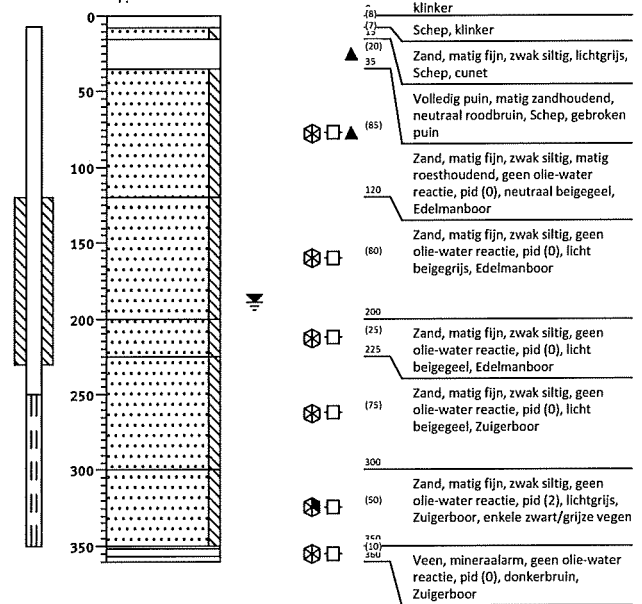 0
50
100
150
200
250
300
350
klinker
(8)
(7)
Schep, klinker
15
(20)
Zand, matig fijn, zwak siltig, lichtgrijs,
Schep, cunet
35
Volledig puin, matig zandhoudend,
neutraal roodbruin, Schep, gebroken
puin
(85)
Zand, matig fijn, zwak siltig, matig
roesthoudend, geen olie-water
reactie, pid (0), neutraal beigegeel,
Edelmanboor
120
Zand, matig fijn, zwak siltig, geen
olie-water reactie, pid (0), licht
beigegrijs, Edelmanboor
(80)
200
(25)
Zand, matig fijn, zwak siltig, geen
olie-water reactie, pid (0), licht
beigegeel, Edelmanboor
225
Zand, matig fijn, zwak siltig, geen
olie-water reactie, pid (0), licht
beigegeel, Zuigerboor
(75)
300
Zand, matig fijn, zwak siltig, geen
olie-water reactie, pid (2), lichtgrijs,
Zuigerboor, enkele zwart/grijze vegen
(50)
350
(10)
360
Veen, mineraalarm, geen olie-water
reactie, pid (0), donkerbruin,
Zuigerboor